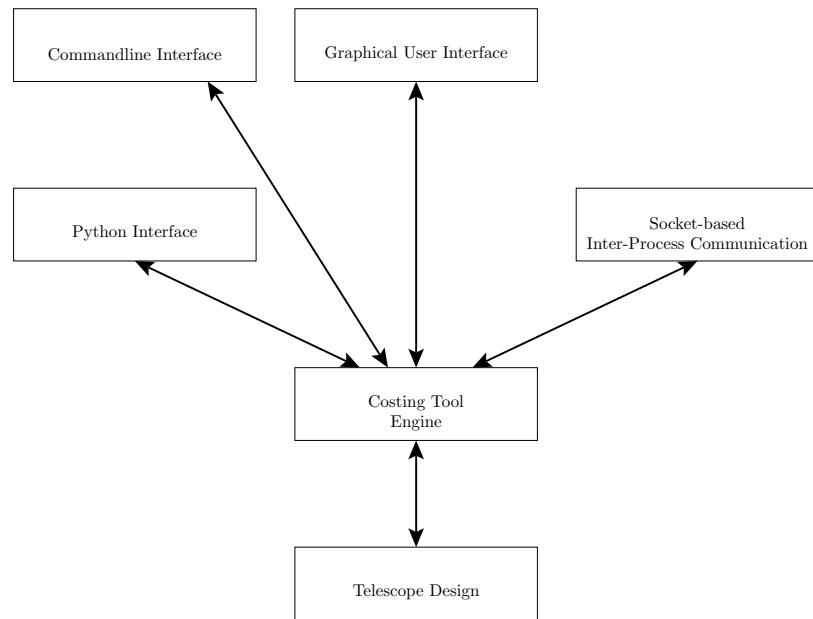 Commandline Interface
Graphical User Interface
Python Interface
Socket-based
Inter-Process Communication
Costing Tool
Engine
Telescope Design